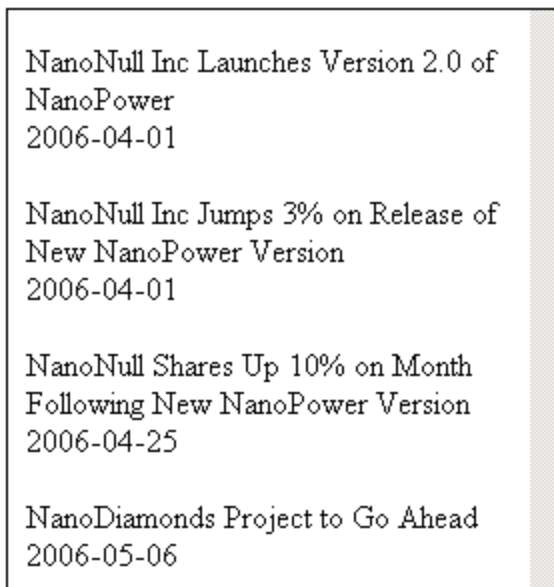 NanoNull Inc Launches Version 2.0 of
NanoPower
2006-04-01
NanoNull Inc Jumps 3% on Release of
New NanoPower Version
2006-04-01
NanoNull Shares Up 10% on Month
Following New NanoPower Version
2006-04-25
NanoDiamonds Project to Go Ahead
2006-05-06